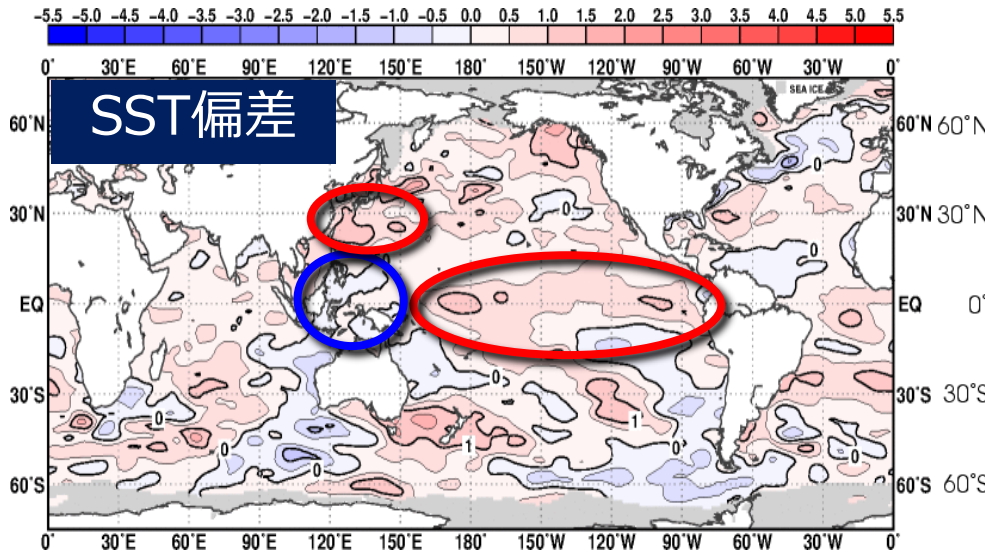 -5.5 -5.0 -4.5 -4.0 -3.5 -3.0 -2.5 -2.0 -1.5 -1.0 -0.5 0.0 0.5 1.0 1.5 2.0 2.5 3.0 3.5 4.0 4.5 5.0 5.5
0° 30°E 60°E 90°E 120°E 150°E 180° 150°W 120°W 90°W 60°W 30°W 0°
SST偏差
SEA ICE
60°N 60°N 60°N
0
30°N 0 30°N 30°N
0
EQ EQ 0°
0
30°S 30°S 30°S
0 1
0 1 0 0
0
60°S 60°S 60°S
0° 30°E 60°E 90°E 120°E 150°E 180° 150°W 120°W 90°W 60°W 30°W 0°